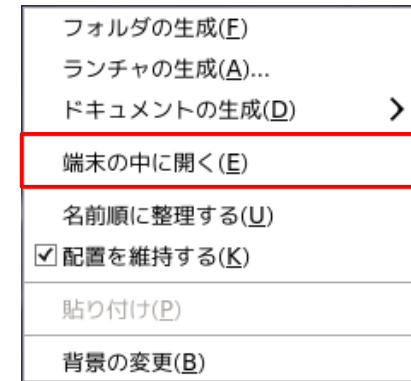 フォルダの生成(F)
ランチャの生成(A)...
ドキュメントの生成(D)
端末の中に開く(E)
名前順に整理する(U)
配置を維持する(K)
貼り付け(P)
背景の変更(B)